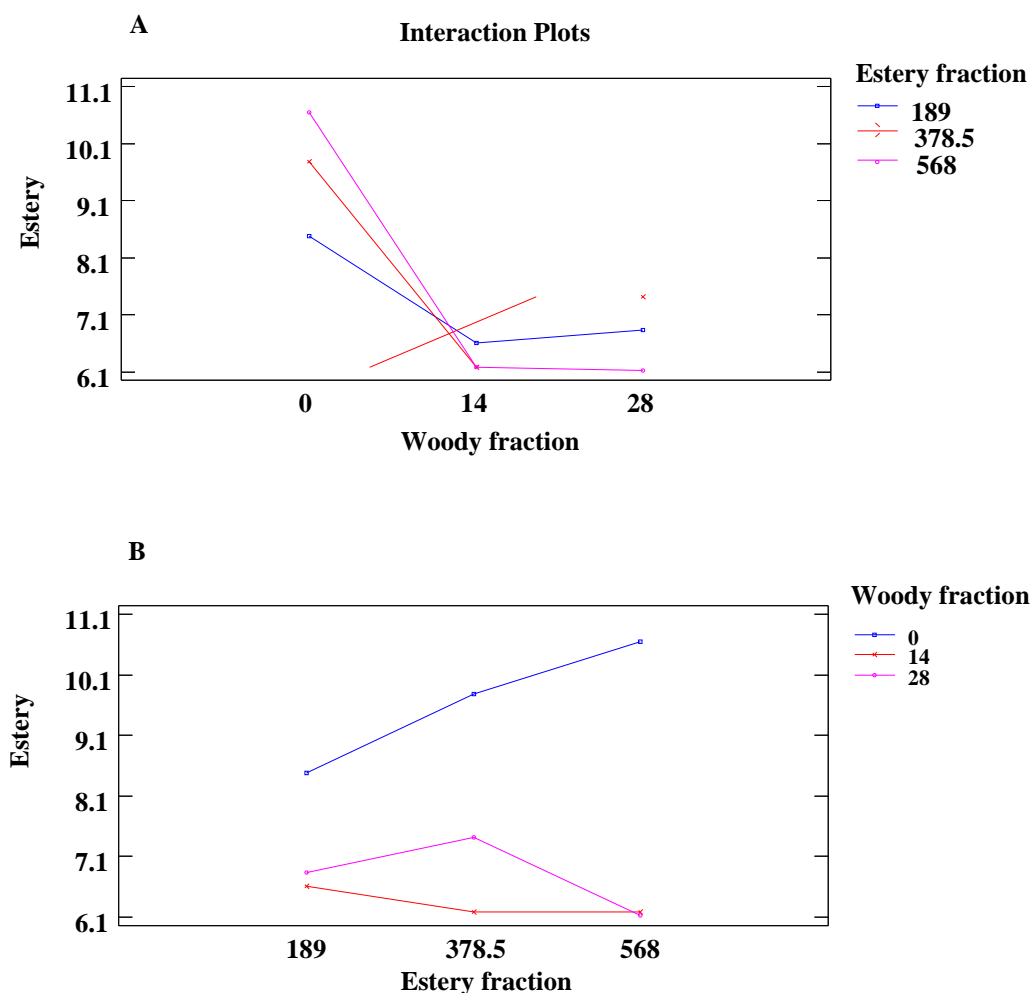 A
Interaction Plots
Estery fraction
189
378.5
568
11.1
10.1
9.1
8.1
7.1
6.1
Estery
0 14 28
Woody fraction
B
Woody fraction
0
14
28
11.1
10.1
9.1
8.1
7.1
6.1
Estery
189 378.5 568
Estery fraction